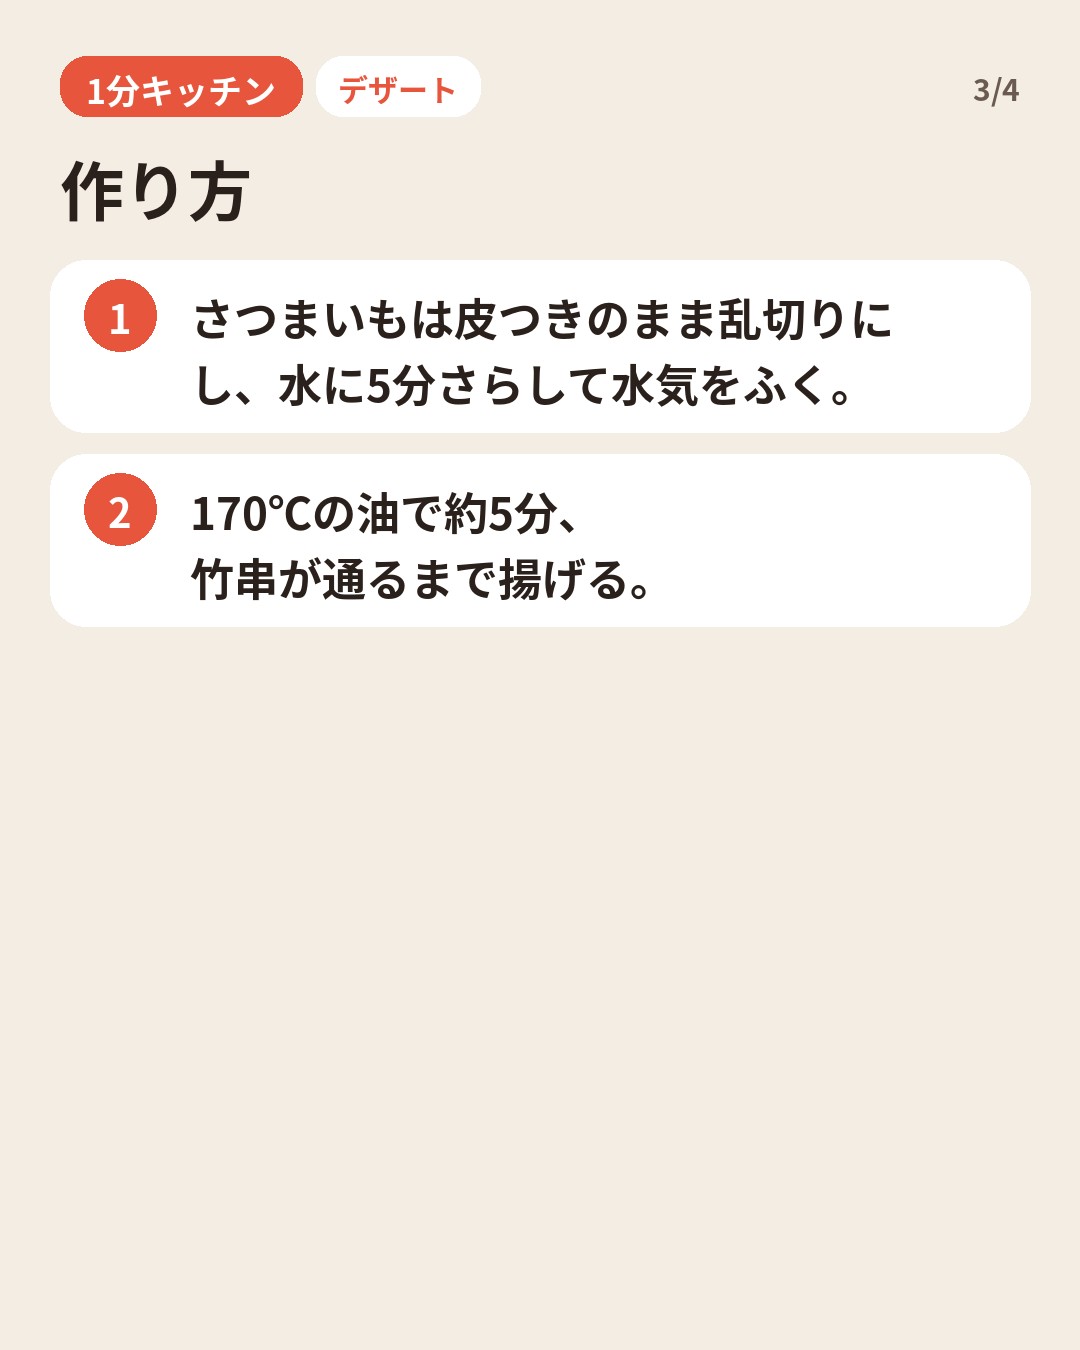 1分キッチン デザート 3/4
作り方
1 さつまいもは皮つきのまま乱切りに
し、水に5分さらして水気をふく。
2 170℃の油で約5分、
竹串が通るまで揚げる。